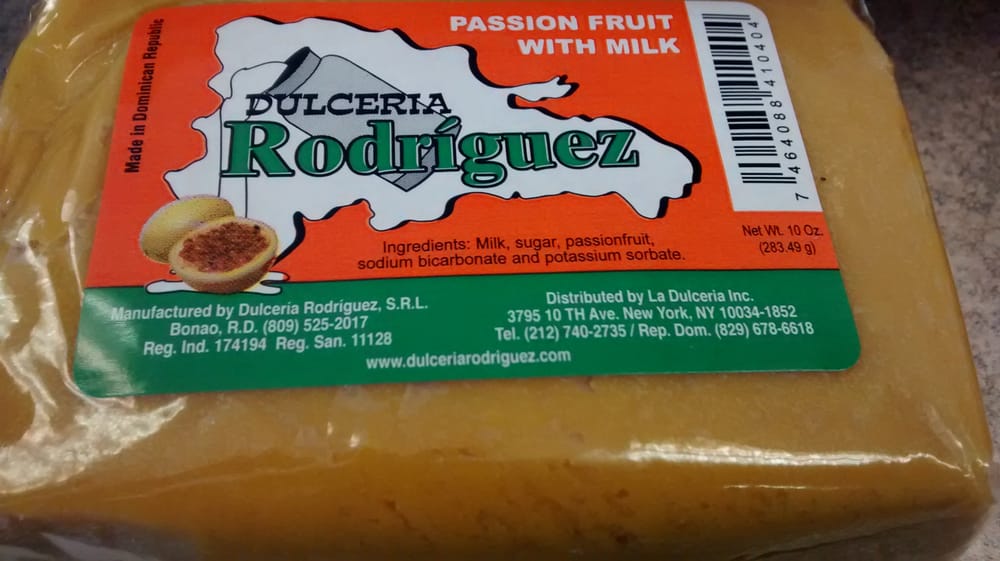 Made in Dominican Republic
PASSION FRUIT
WITH MILK
DULCERIA
Rodríguez
7 464088 410404
Net Wt. 10 Oz.
(283.49 g)
Ingredients: Milk, sugar, passionfruit,
sodium bicarbonate and potassium sorbate.
Manufactured by Dulceria Rodríguez, S.R.L.
Bonao, R.D. (809) 525-2017
Reg. Ind. 174194 Reg. San. 11128
Distributed by La Dulceria Inc.
3795 10 TH Ave. New York, NY 10034-1852
Tel. (212) 740-2735 / Rep. Dom. (829) 678-6618
www.dulceriarodriguez.com